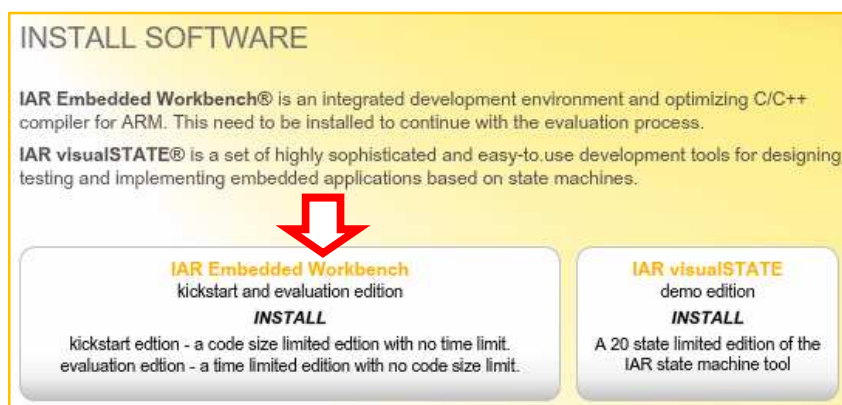 INSTALL SOFTWARE
IAR Embedded Workbench® is an integrated development environment and optimizing C/C++
compiler for ARM. This need to be installed to continue with the evaluation process.
IAR visualSTATE® is a set of highly sophisticated and easy-to.use development tools for designing
testing and implementing embedded applications based on state machines.
IAR Embedded Workbench
kickstart and evaluation edition
INSTALL
kickstart edtion - a code size limited edtion with no time limit.
evaluation edtion - a time limited edtion with no code size limit.
IAR visualSTATE
demo edition
INSTALL
A 20 state limited edition of the
IAR state machine tool